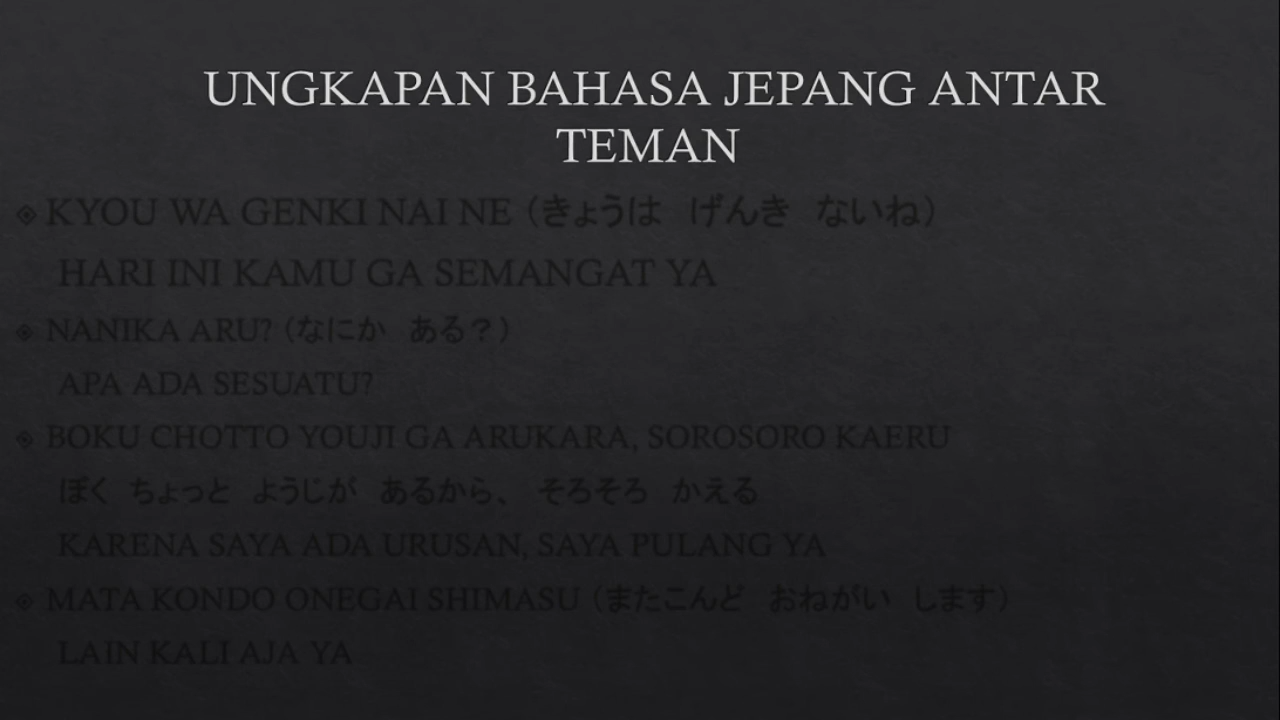 UNGKAPAN BAHASA JEPANG ANTAR
TEMAN
KYOU WA GENKI NAI NE (きょうは　げんき　ないね)
HARI INI KAMU GA SEMANGAT YA
NANIKA ARU? (なにか　ある？)
APA ADA SESUATU?
BOKU CHOTTO YOUJI GA ARUKARA, SOROSORO KAERU
ぼく　ちょっと　ようじが　あるから、　そろそろ　かえる
KARENA SAYA ADA URUSAN, SAYA PULANG YA
MATA KONDO ONEGAI SHIMASU (またこんど　おねがい　します)
LAIN KALI AJA YA